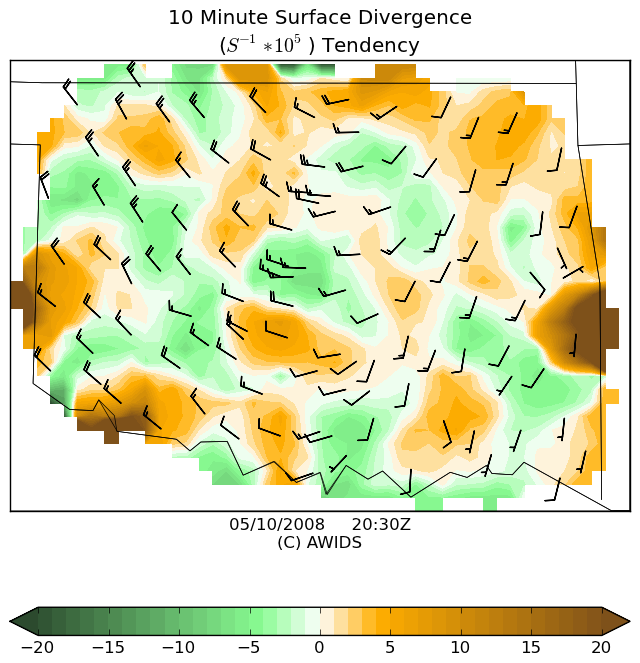 10 Minute Surface Divergence
(S⁻¹ * 10⁵ ) Tendency
05/10/2008 20:30Z
(C) AWIDS
−20 −15 −10 −5 0 5 10 15 20